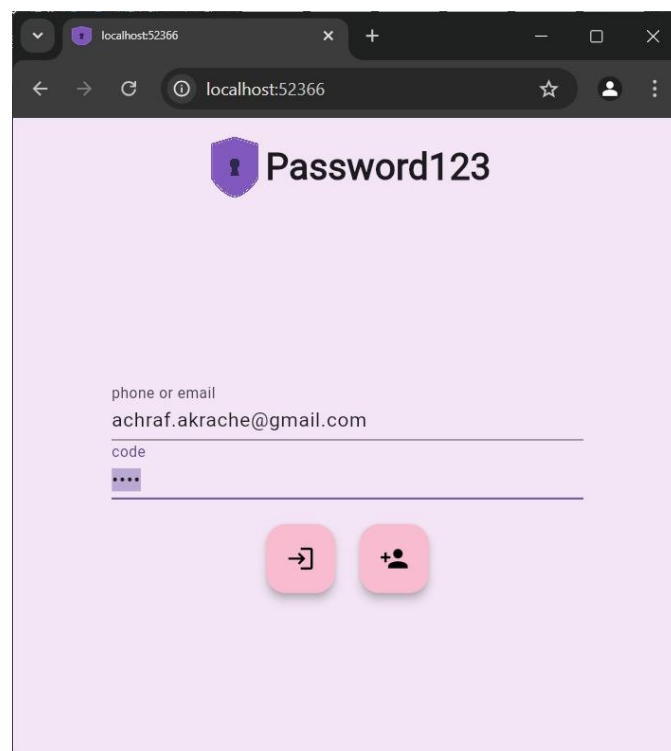 localhost:52366
localhost:52366
Password123
phone or email
achraf.akrache@gmail.com
code
••••